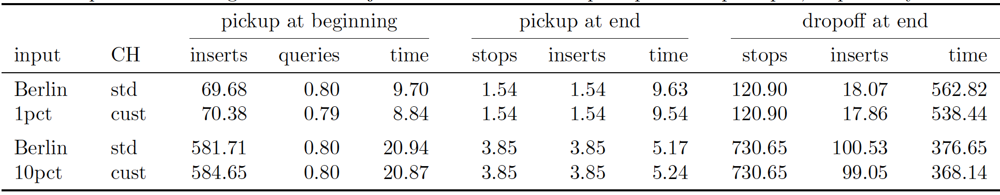 pickup at beginning pickup at end dropoff at end
input CH inserts queries time stops inserts time stops inserts time
Berlin std 69.68 0.80 9.70 1.54 1.54 9.63 120.90 18.07 562.82
1pct cust 70.38 0.79 8.84 1.54 1.54 9.54 120.90 17.86 538.44
Berlin std 581.71 0.80 20.94 3.85 3.85 5.17 730.65 100.53 376.65
10pct cust 584.65 0.80 20.87 3.85 3.85 5.24 730.65 99.05 368.14